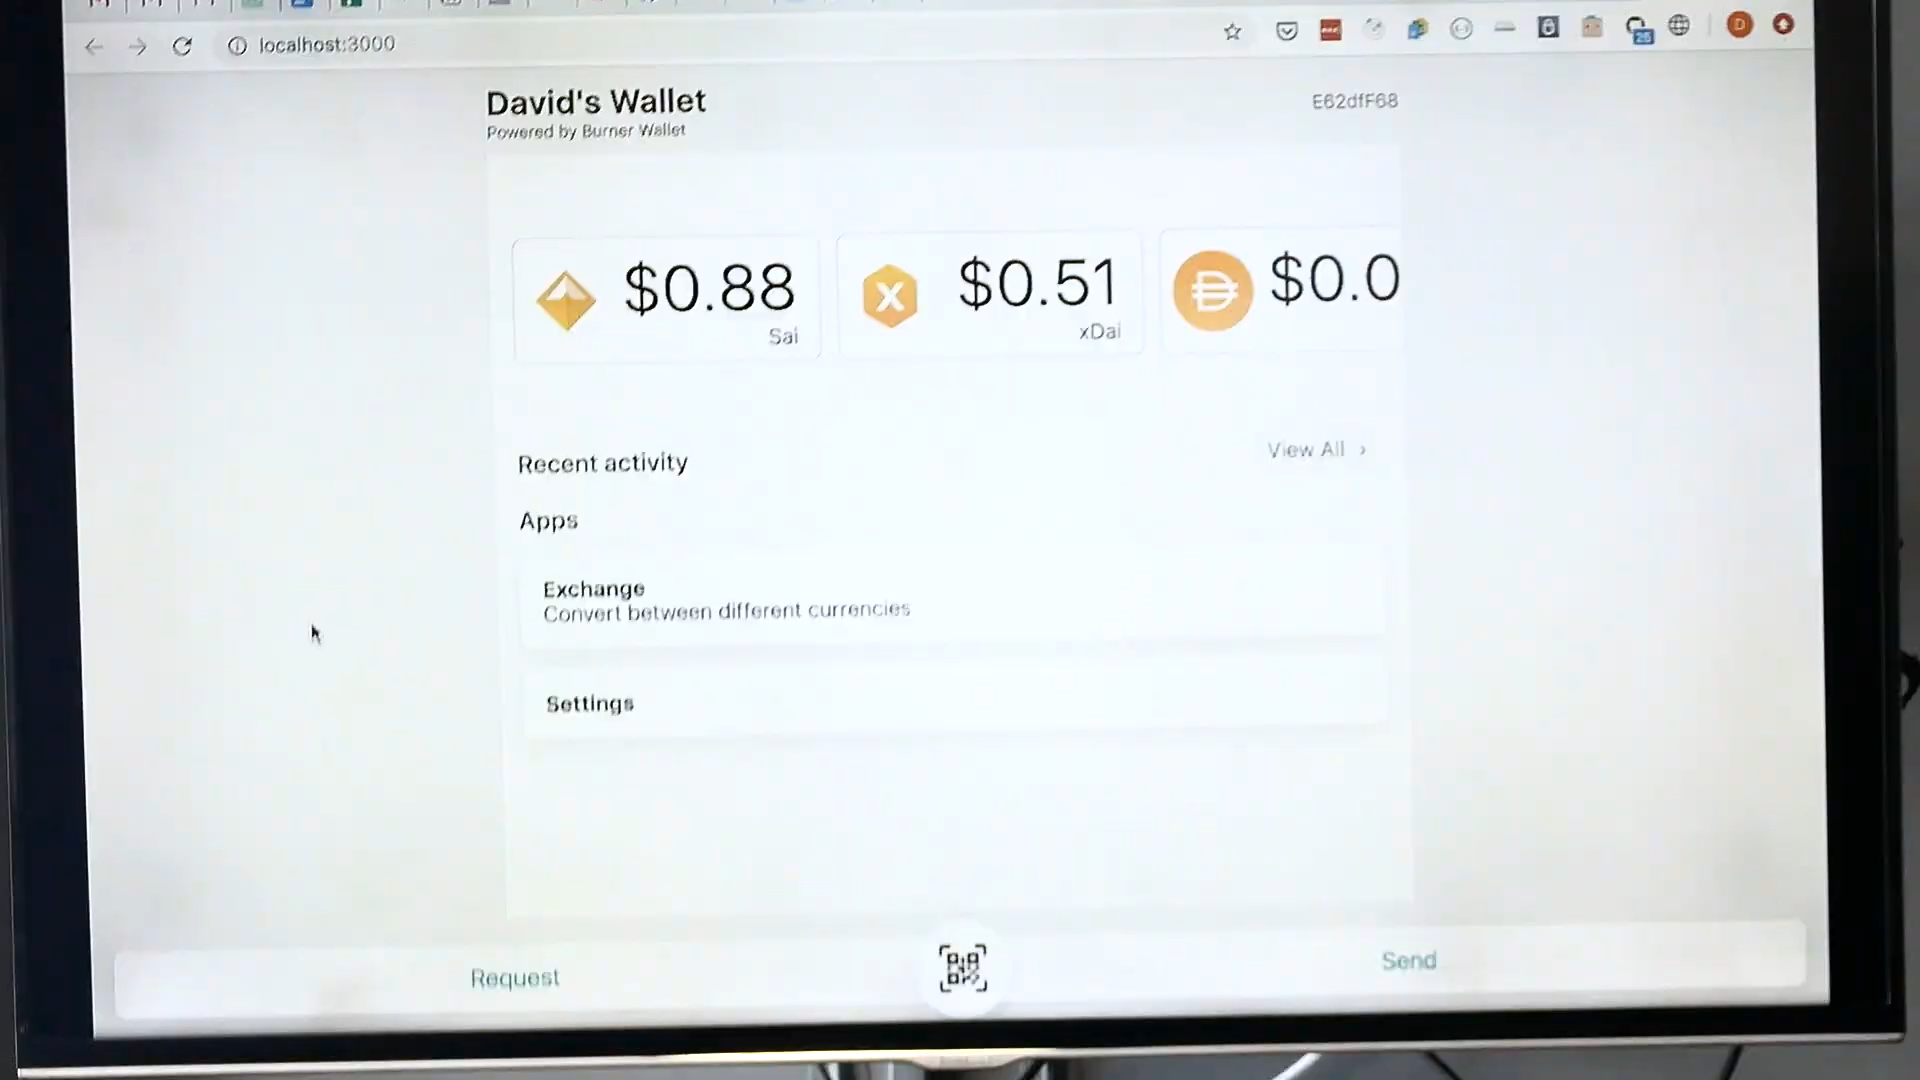 localhost:3000
David's Wallet
E62dfF68
Powered by Burner Wallet
$0.88
Sai
$0.51
xDai
$0.0
Recent activity
View All ›
Apps
Exchange
Convert between different currencies
Settings
Request
Send